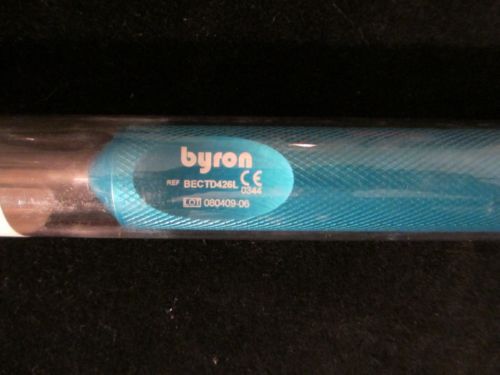 byron
REF BECTD426L CE
0344
LOT 080409-06